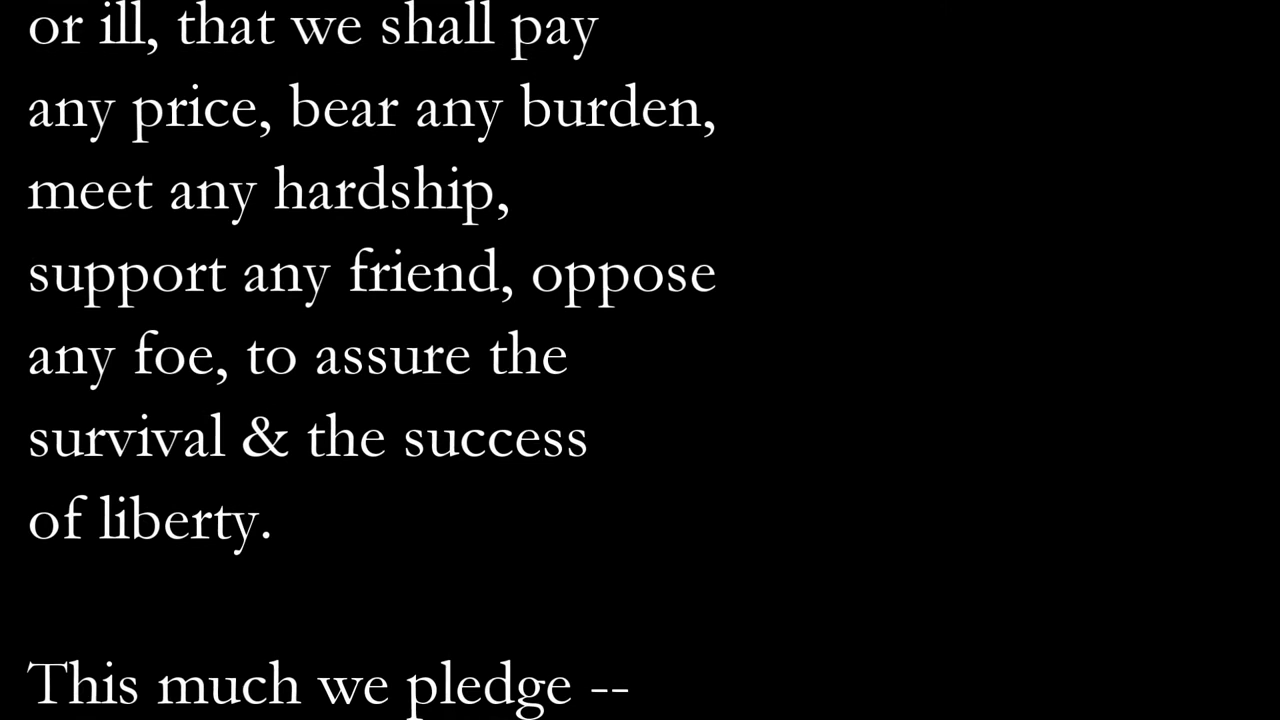 or ill, that we shall pay
any price, bear any burden,
meet any hardship,
support any friend, oppose
any foe, to assure the
survival & the success
of liberty.
This much we pledge --